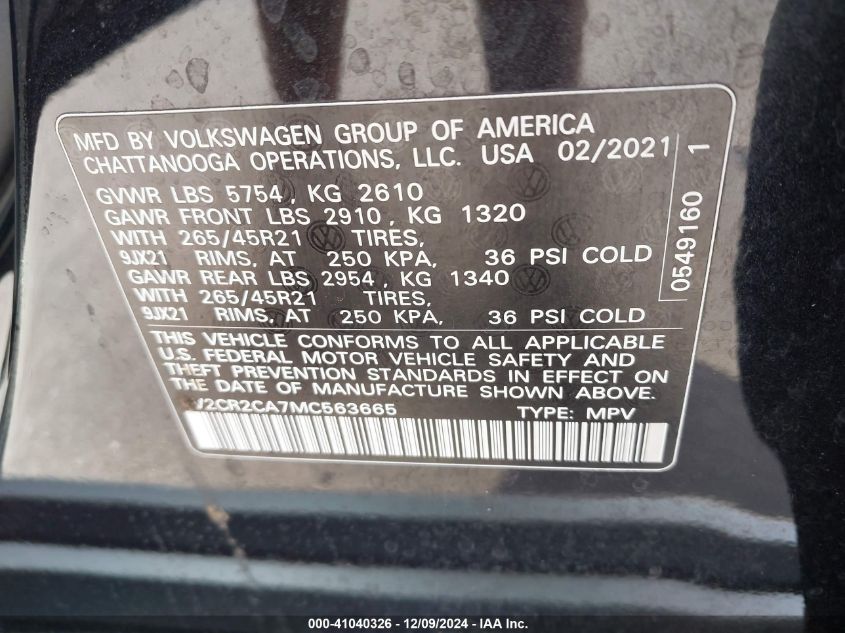 MFD BY VOLKSWAGEN GROUP OF AMERICA
CHATTANOOGA OPERATIONS, LLC. USA 02/2021
GVWR LBS 5754, KG 2610
GAWR FRONT LBS 2910, KG 1320
WITH 265/45R21 TIRES,
9JX21 RIMS, AT 250 KPA, 36 PSI COLD
GAWR REAR LBS 2954, KG 1340
WITH 265/45R21 TIRES,
9JX21 RIMS, AT 250 KPA, 36 PSI COLD
THIS VEHICLE CONFORMS TO ALL APPLICABLE
U.S. FEDERAL MOTOR VEHICLE SAFETY AND
THEFT PREVENTION STANDARDS IN EFFECT ON
THE DATE OF MANUFACTURE SHOWN ABOVE.
V2CR2CA7MC563665 TYPE: MPV
0549160 1
000-41040326 - 12/09/2024 - IAA Inc.